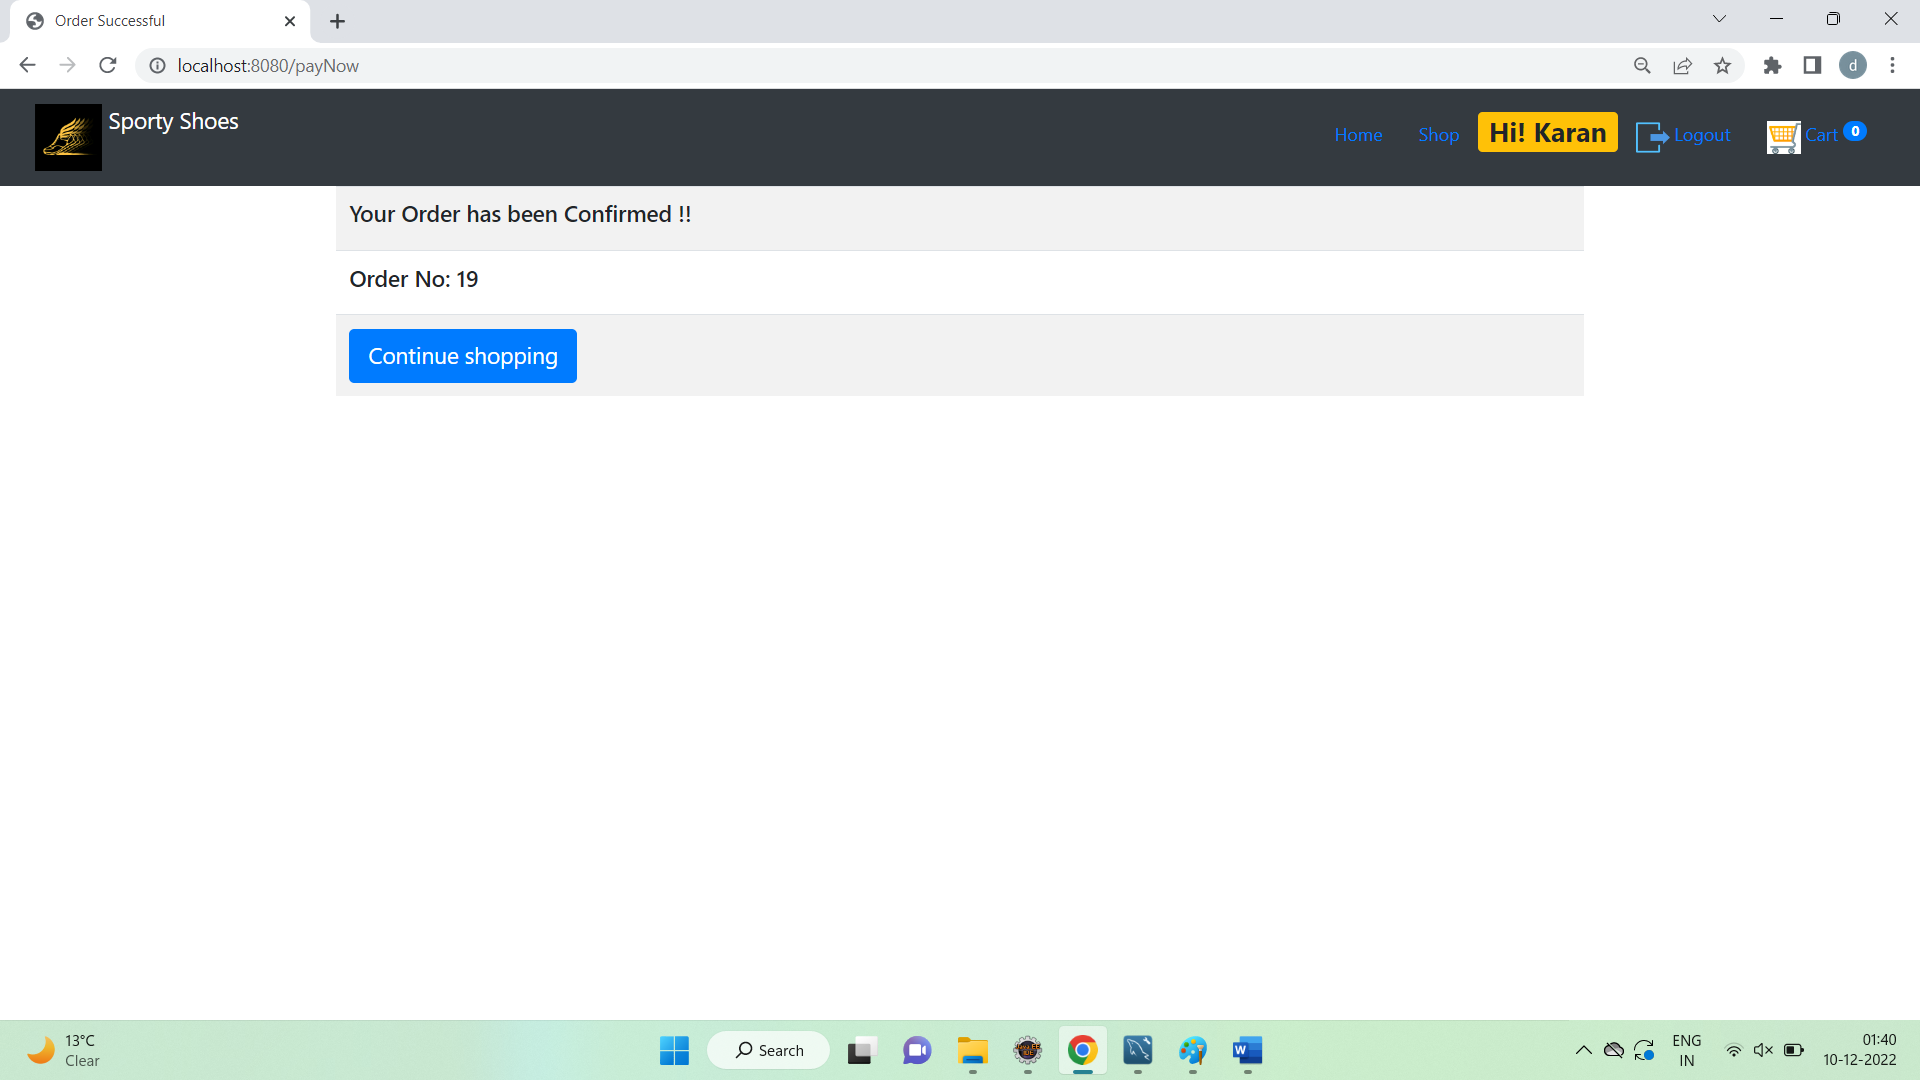 Order Successful
localhost:8080/payNow
d
Sporty Shoes
Home
Shop
Hi! Karan
Logout
Cart 0
Your Order has been Confirmed !!
Order No: 19
Continue shopping
13°C
Clear
Search
W
ENG
IN
01:40
10-12-2022